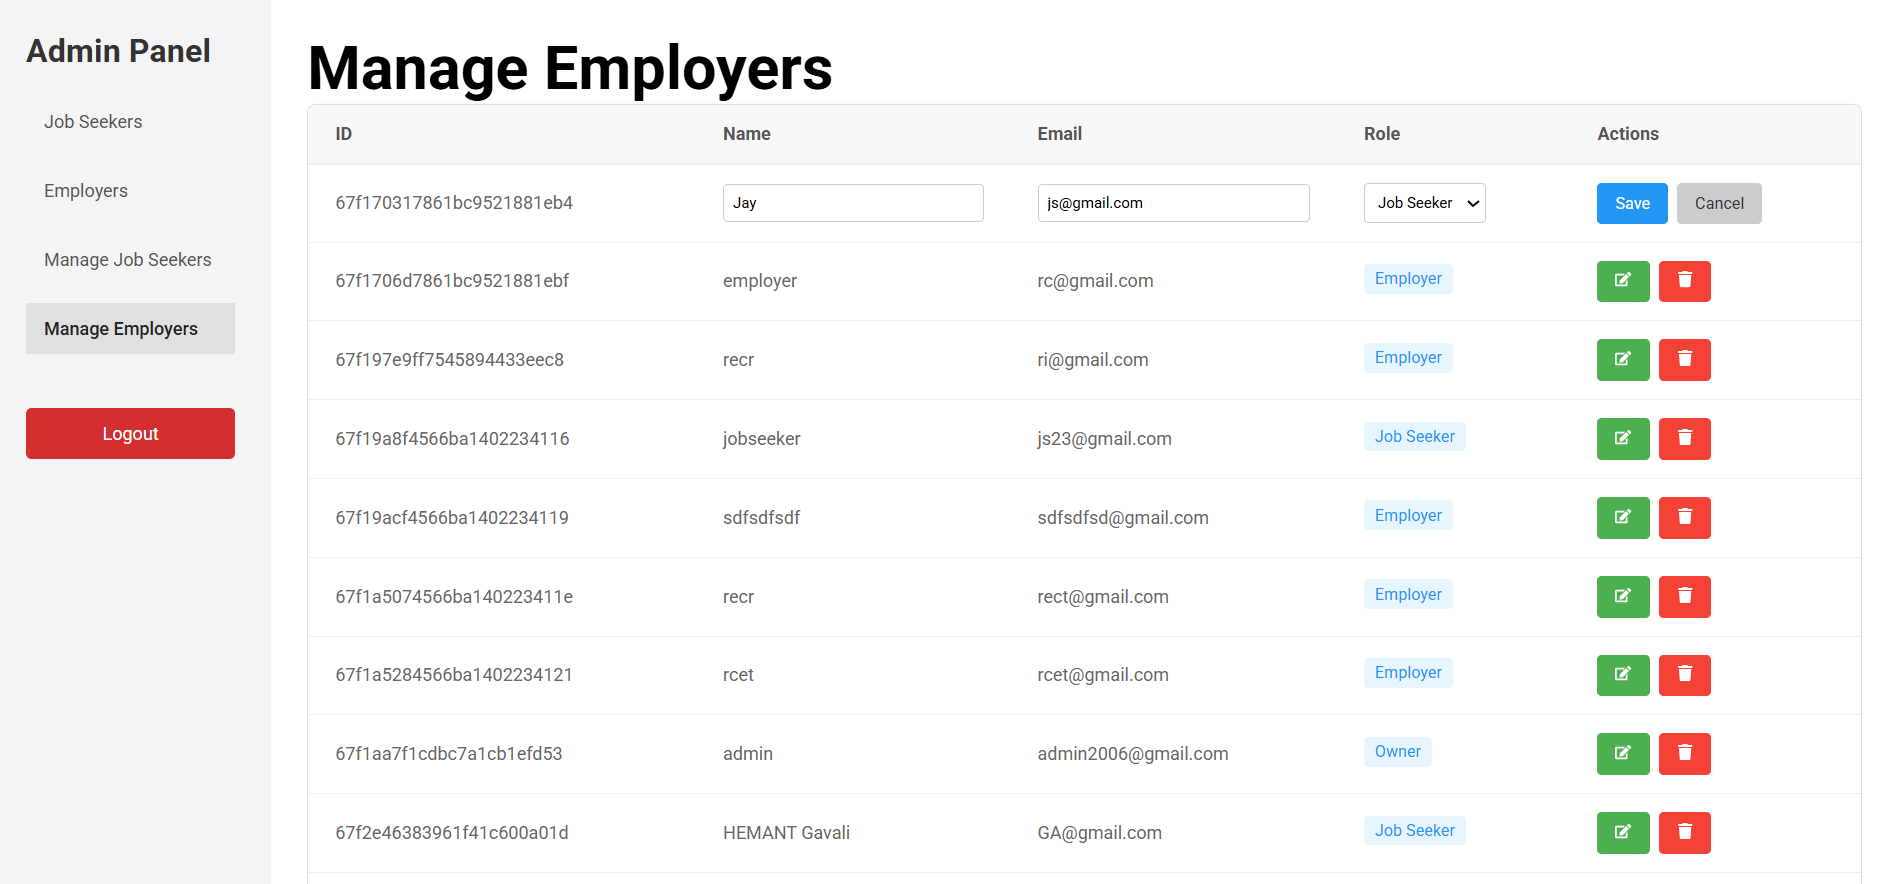 Admin Panel
Job Seekers
Employers
Manage Job Seekers
Manage Employers
Logout
Manage Employers
ID Name Email Role Actions
67f170317861bc9521881eb4 Jay js@gmail.com Job Seeker Save Cancel
67f1706d7861bc9521881ebf employer rc@gmail.com Employer
67f197e9ff7545894433eec8 recr ri@gmail.com Employer
67f19a8f4566ba1402234116 jobseeker js23@gmail.com Job Seeker
67f19acf4566ba1402234119 sdfsdfsdf sdfsdfsd@gmail.com Employer
67f1a5074566ba140223411e recr rect@gmail.com Employer
67f1a5284566ba1402234121 rcet rcet@gmail.com Employer
67f1aa7f1cdbc7a1cb1efd53 admin admin2006@gmail.com Owner
67f2e46383961f41c600a01d HEMANT Gavali GA@gmail.com Job Seeker